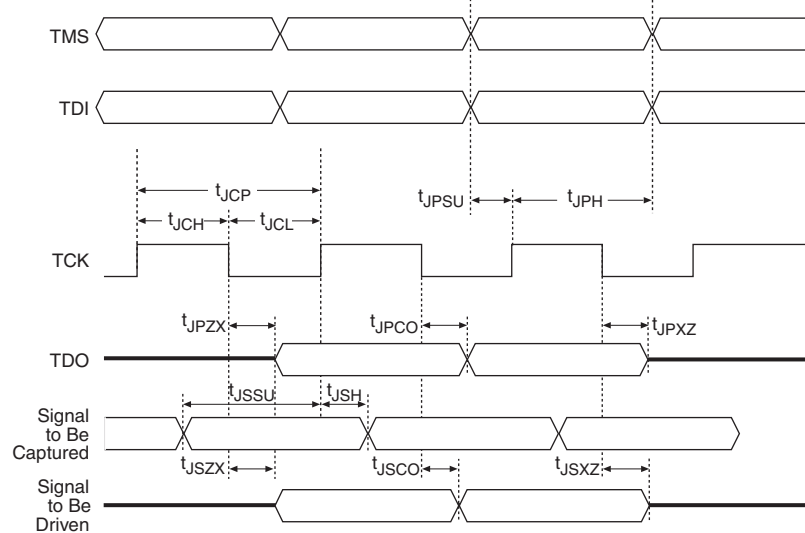 TMS
TDI
tJCP
tJPSU
tJPH
tJCH
tJCL
TCK
tJPZX
tJPCO
tJPXZ
TDO
tJSSU
tJSH
Signal
to Be
Captured
tJSZX
tJSCO
tJSXZ
Signal
to Be
Driven